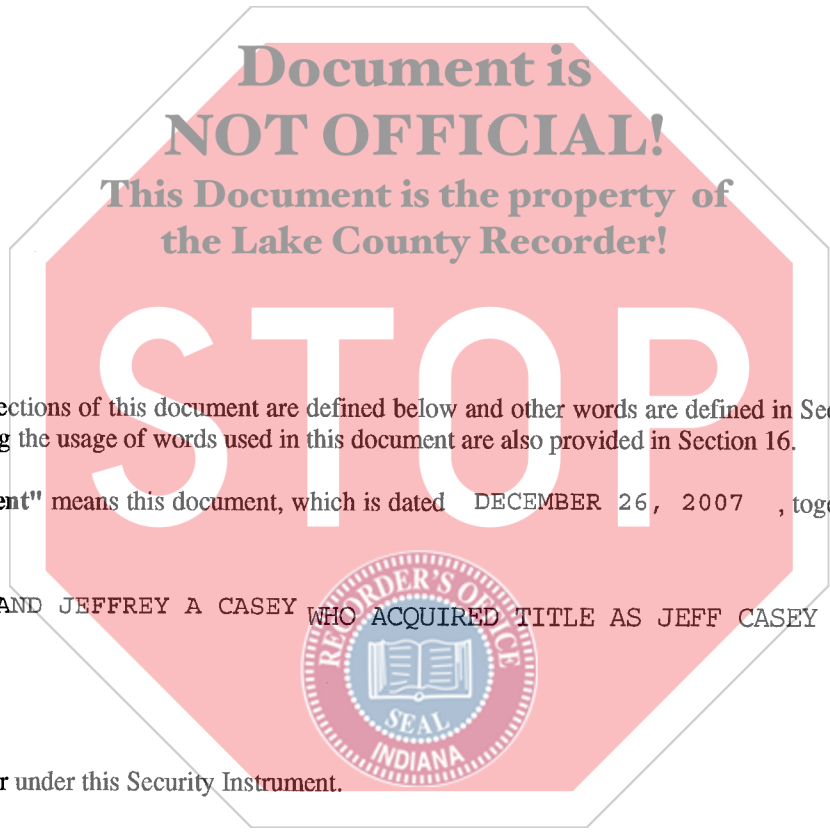 Document is
NOT OFFICIAL!
This Document is the property of
the Lake County Recorder!
STOP
ections of this document are defined below and other words are defined in Sec
g the usage of words used in this document are also provided in Section 16.
ent" means this document, which is dated DECEMBER 26, 2007 , toge
AND JEFFREY A CASEY WHO ACQUIRED TITLE AS JEFF CASEY
RECORDER'S OFFICE
SEAL
INDIANA
r under this Security Instrument.